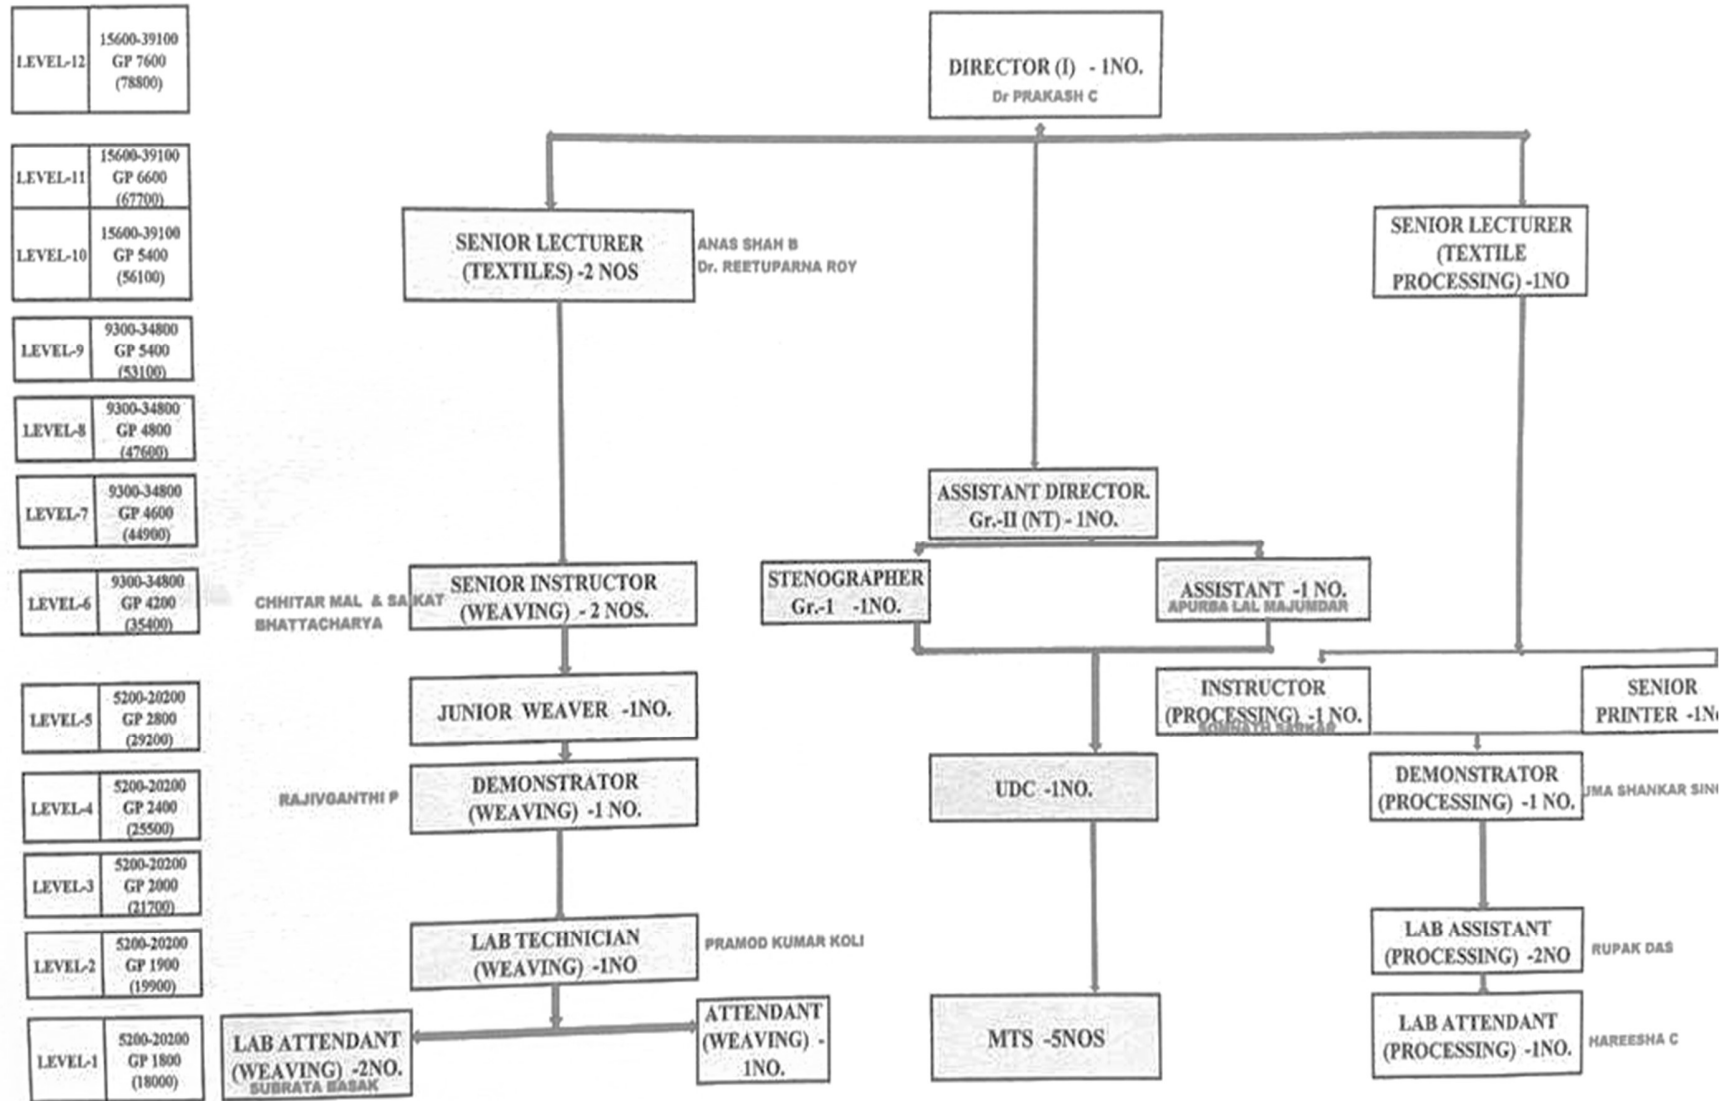 LEVEL-12
15600-39100
GP 7600
(78800)
DIRECTOR (I) - 1NO.
Dr PRAKASH C
LEVEL-11
15600-39100
GP 6600
(67700)
LEVEL-10
15600-39100
GP 5400
(56100)
SENIOR LECTURER
(TEXTILES) -2 NOS
ANAS SHAH B
Dr. REETUPARNA ROY
SENIOR LECTURER
(TEXTILE
PROCESSING) -1NO
LEVEL-9
9300-34800
GP 5400
(53100)
LEVEL-8
9300-34800
GP 4800
(47600)
LEVEL-7
9300-34800
GP 4600
(44900)
ASSISTANT DIRECTOR.
Gr.-II (NT) - 1NO.
LEVEL-6
9300-34800
GP 4200
(35400)
CHHITAR MAL & SAIKAT
BHATTACHARYA
SENIOR INSTRUCTOR
(WEAVING) - 2 NOS.
STENOGRAPHER
Gr.-1 -1NO.
ASSISTANT -1 NO.
APURBA LAL MAJUMDAR
LEVEL-5
5200-20200
GP 2800
(29200)
JUNIOR WEAVER -1NO.
INSTRUCTOR
(PROCESSING) -1 NO.
SOMNATH SARKAR
SENIOR
PRINTER -1N
LEVEL-4
5200-20200
GP 2400
(25500)
RAJIVGANTHI P
DEMONSTRATOR
(WEAVING) -1 NO.
UDC -1NO.
DEMONSTRATOR
(PROCESSING) -1 NO.
UMA SHANKAR SIN
LEVEL-3
5200-20200
GP 2000
(21700)
LEVEL-2
5200-20200
GP 1900
(19900)
LAB TECHNICIAN
(WEAVING) -1NO
PRAMOD KUMAR KOLI
LAB ASSISTANT
(PROCESSING) -2NO
RUPAK DAS
LEVEL-1
5200-20200
GP 1800
(18000)
LAB ATTENDANT
(WEAVING) -2NO.
SUBRATA BASAK
ATTENDANT
(WEAVING) -
1NO.
MTS -5NOS
LAB ATTENDANT
(PROCESSING) -1NO.
HAREESHA C